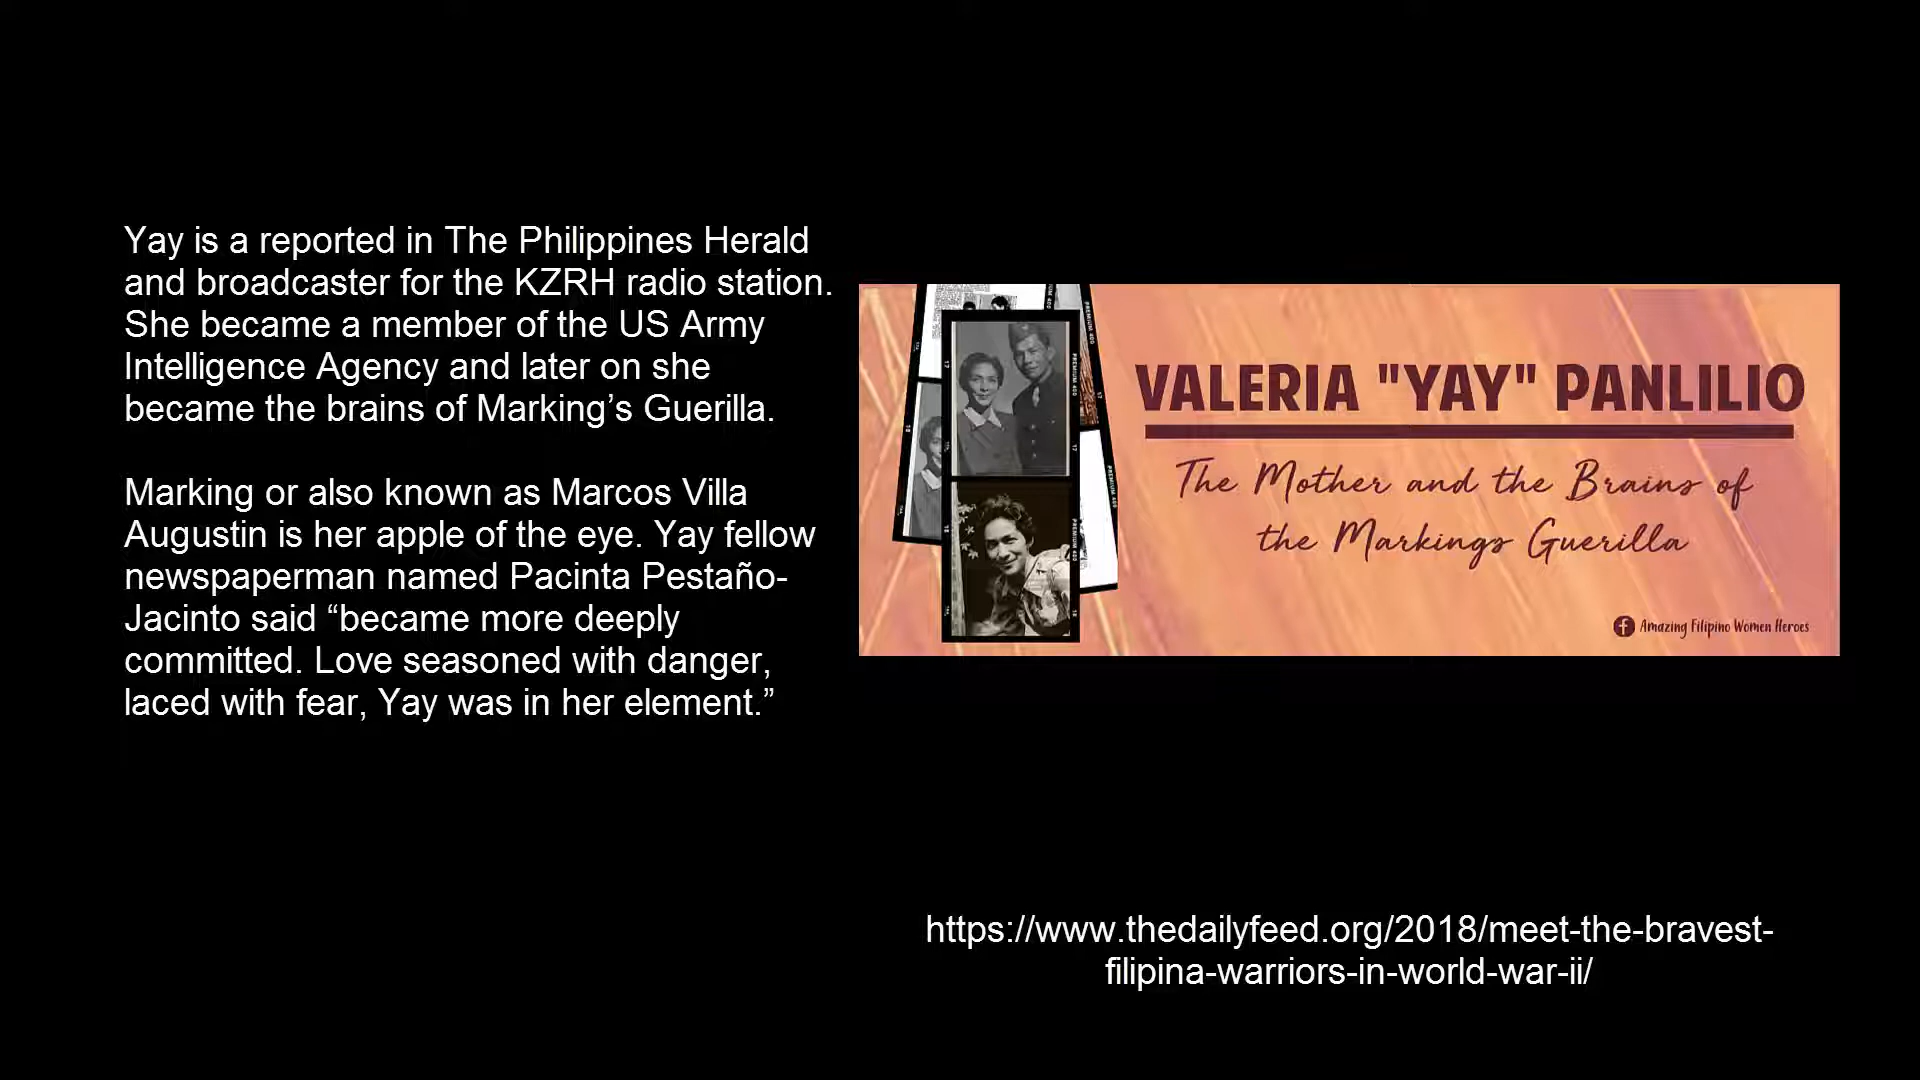 Yay is a reported in The Philippines Herald
and broadcaster for the KZRH radio station.
She became a member of the US Army
Intelligence Agency and later on she
became the brains of Marking’s Guerilla.
Marking or also known as Marcos Villa
Augustin is her apple of the eye. Yay fellow
newspaperman named Pacinta Pestaño-
Jacinto said “became more deeply
committed. Love seasoned with danger,
laced with fear, Yay was in her element.”
VALERIA "YAY" PANLILIO
The Mother and the Brains of
the Markings Guerilla
Amazing Filipino Women Heroes
https://www.thedailyfeed.org/2018/meet-the-bravest-
filipina-warriors-in-world-war-ii/